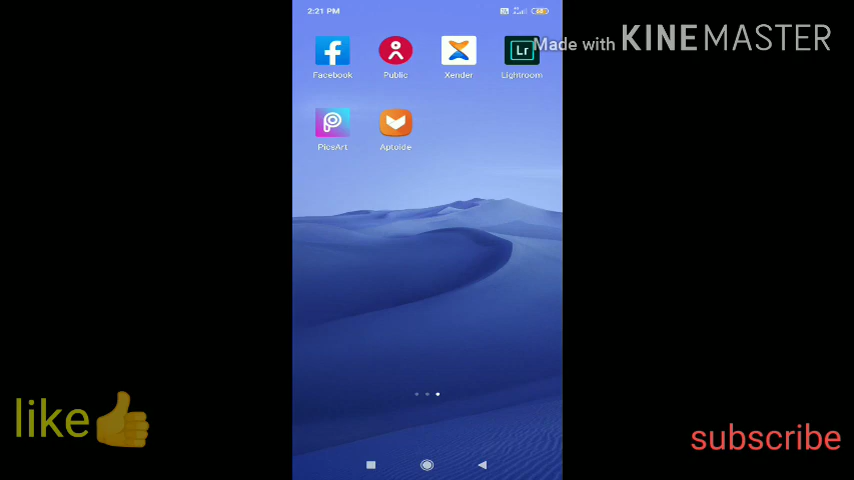 2:21 PM
Made with KINEMASTER
Facebook
Public
Xender
Lr
Lightroom
PicsArt
Aptoide
like
subscribe